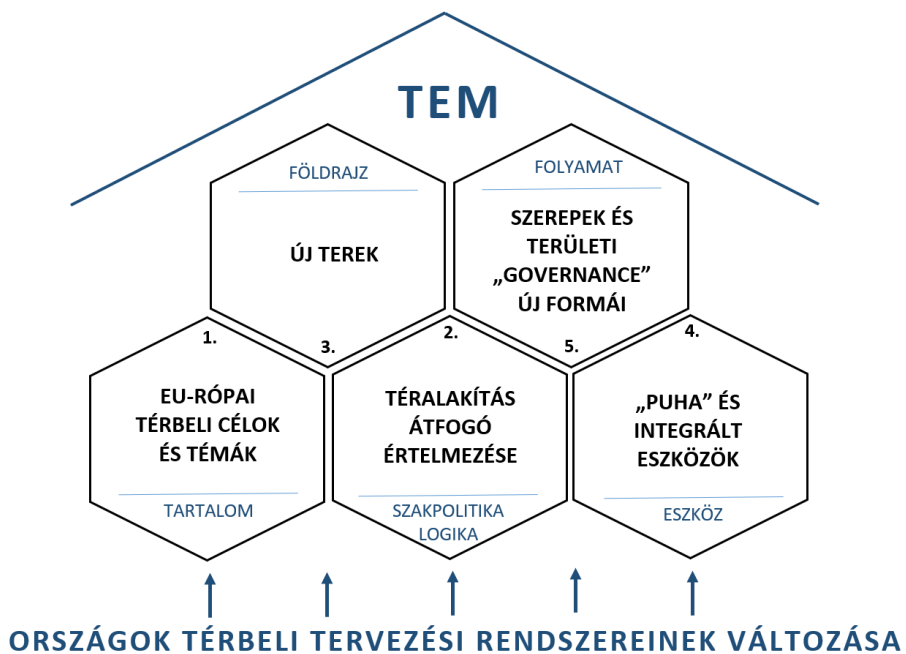 TEM
FÖLDRAJZ
ÚJ TEREK
3.
FOLYAMAT
SZEREPEK ÉS
TERÜLETI
„GOVERNANCE”
ÚJ FORMÁI
5.
1.
EU-RÓPAI
TÉRBELI CÉLOK
ÉS TÉMÁK
TARTALOM
2.
TÉRALAKÍTÁS
ÁTFOGÓ
ÉRTELMEZÉSE
SZAKPOLITIKA
LOGIKA
4.
„PUHA” ÉS
INTEGRÁLT
ESZKÖZÖK
ESZKÖZ
ORSZÁGOK TÉRBELI TERVEZÉSI RENDSZEREINEK VÁLTOZÁSA